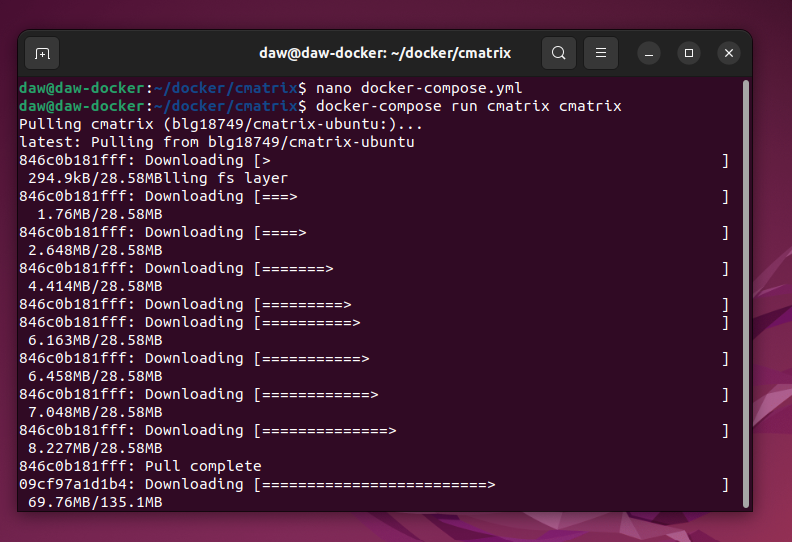 daw@daw-docker: ~/docker/cmatrix
daw@daw-docker:~/docker/cmatrix$ nano docker-compose.yml
daw@daw-docker:~/docker/cmatrix$ docker-compose run cmatrix cmatrix
Pulling cmatrix (blg18749/cmatrix-ubuntu:)...
latest: Pulling from blg18749/cmatrix-ubuntu
846c0b181fff: Downloading [>                                                  ]
 294.9kB/28.58MBlling fs layer
846c0b181fff: Downloading [===>                                               ]
  1.76MB/28.58MB
846c0b181fff: Downloading [====>                                              ]
 2.648MB/28.58MB
846c0b181fff: Downloading [=======>                                           ]
 4.414MB/28.58MB
846c0b181fff: Downloading [=========>                                         ]
846c0b181fff: Downloading [==========>                                        ]
 6.163MB/28.58MB
846c0b181fff: Downloading [===========>                                       ]
 6.458MB/28.58MB
846c0b181fff: Downloading [============>                                      ]
 7.048MB/28.58MB
846c0b181fff: Downloading [==============>                                    ]
 8.227MB/28.58MB
846c0b181fff: Pull complete
09cf97a1d1b4: Downloading [=========================>                         ]
 69.76MB/135.1MB